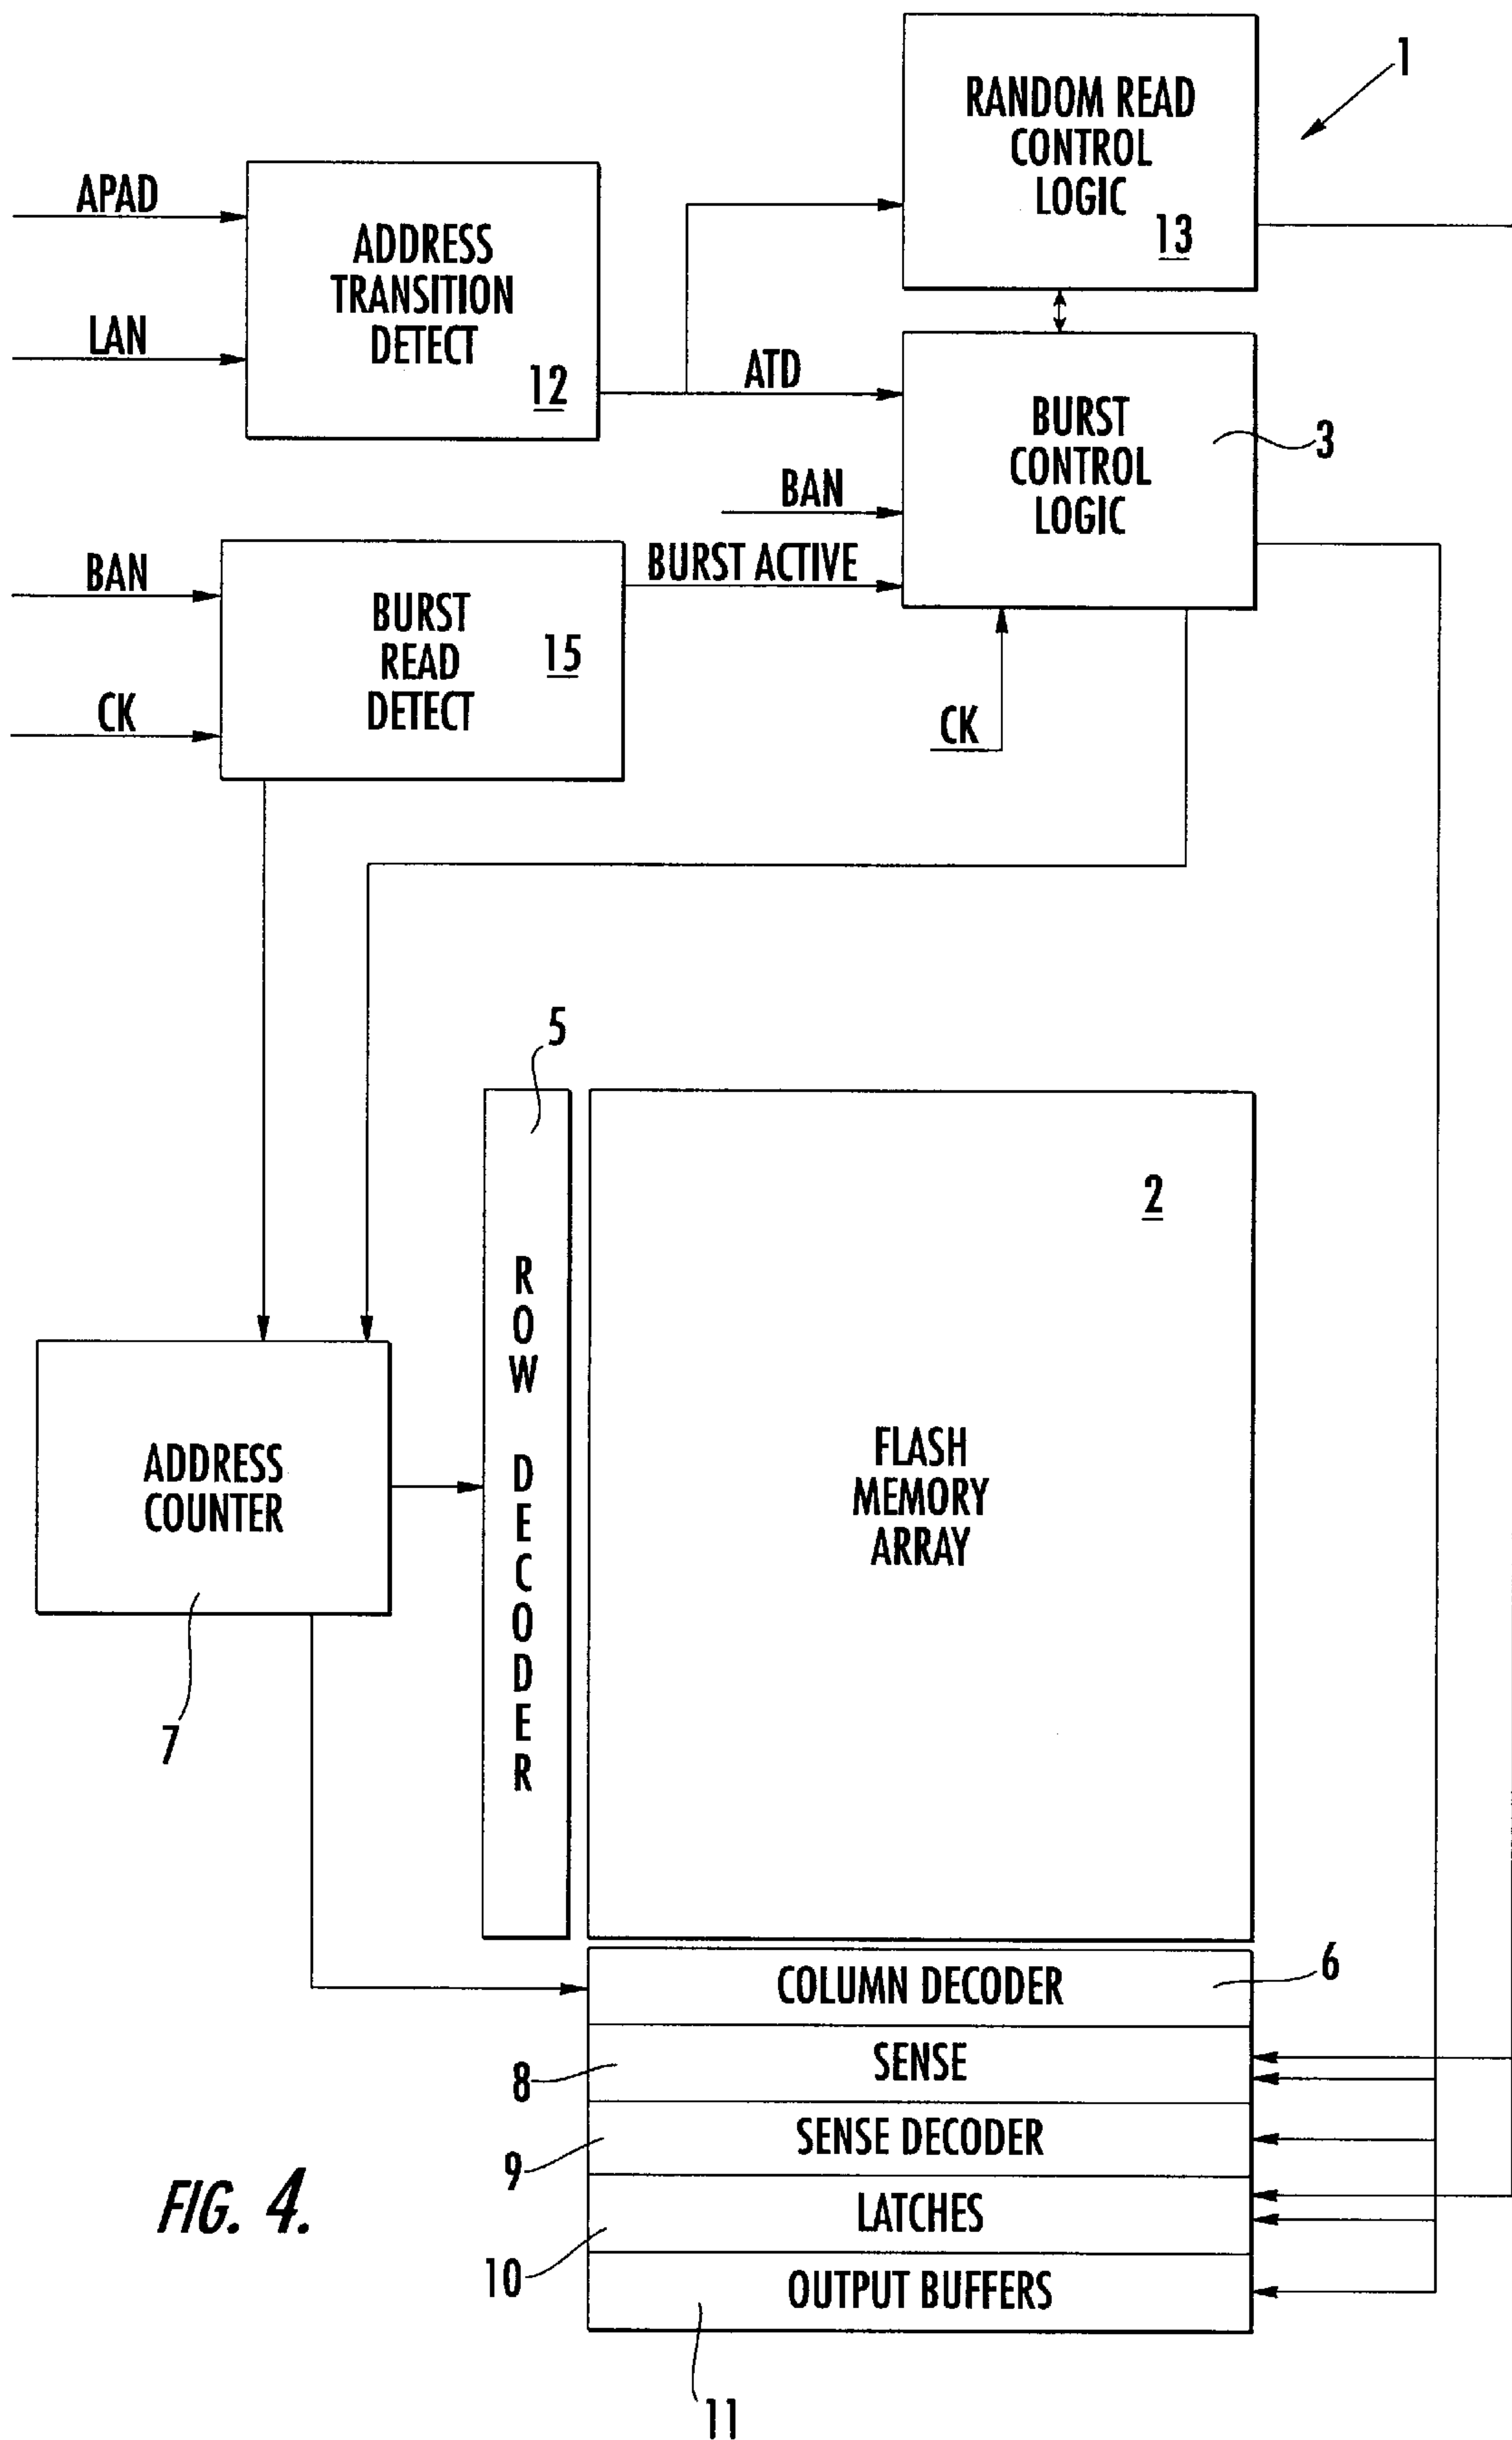 RANDOM READ
CONTROL
LOGIC
13
1
APAD
LAN
ADDRESS
TRANSITION
DETECT
12
ATD
BAN
BURST ACTIVE
BURST
CONTROL
LOGIC
3
CK
BAN
CK
BURST
READ
DETECT
15
5
ROW DECODER
2
FLASH
MEMORY
ARRAY
ADDRESS
COUNTER
7
COLUMN DECODER
6
SENSE
8
SENSE DECODER
9
LATCHES
10
OUTPUT BUFFERS
11
FIG. 4.